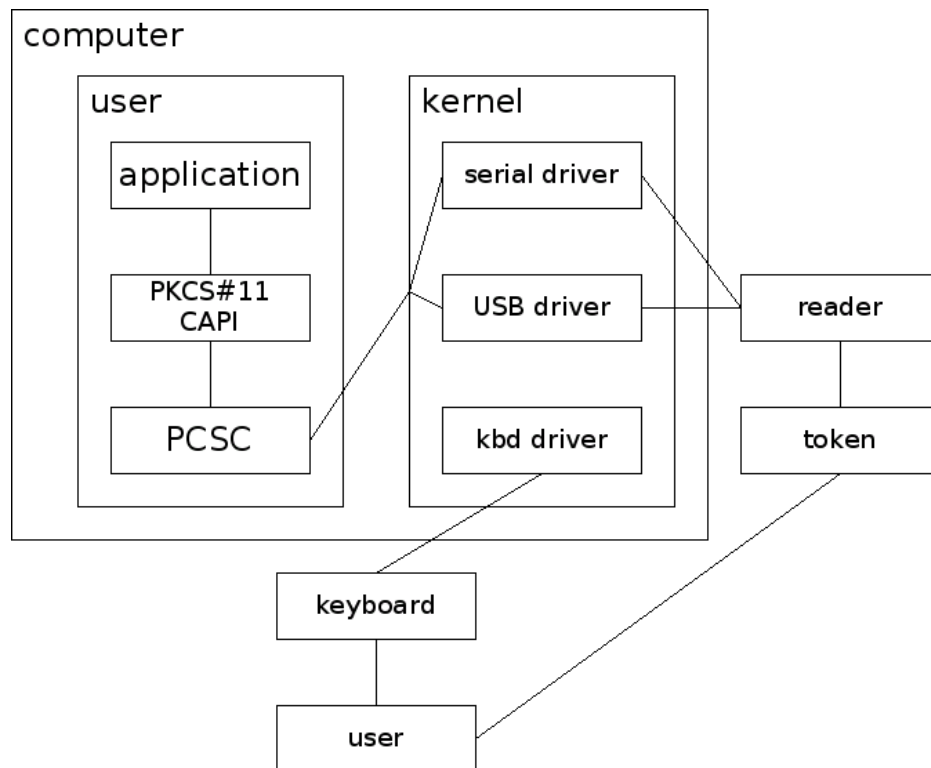 computer
user
kernel
application
serial driver
PKCS#11
CAPI
USB driver
reader
PCSC
kbd driver
token
keyboard
user